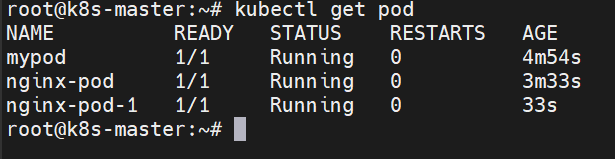 root@k8s-master:~# kubectl get pod
NAME          READY   STATUS    RESTARTS   AGE
mypod         1/1     Running   0          4m54s
nginx-pod     1/1     Running   0          3m33s
nginx-pod-1   1/1     Running   0          33s
root@k8s-master:~#